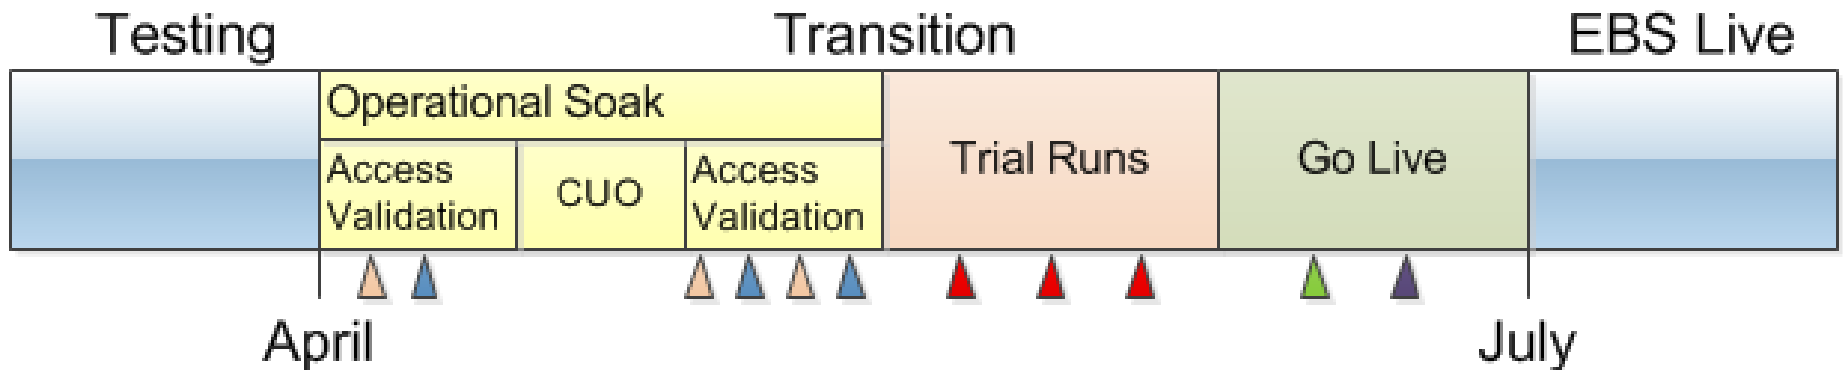 Testing
Transition
EBS Live
Operational Soak
Access
Validation
CUO
Access
Validation
Trial Runs
Go Live
April
July